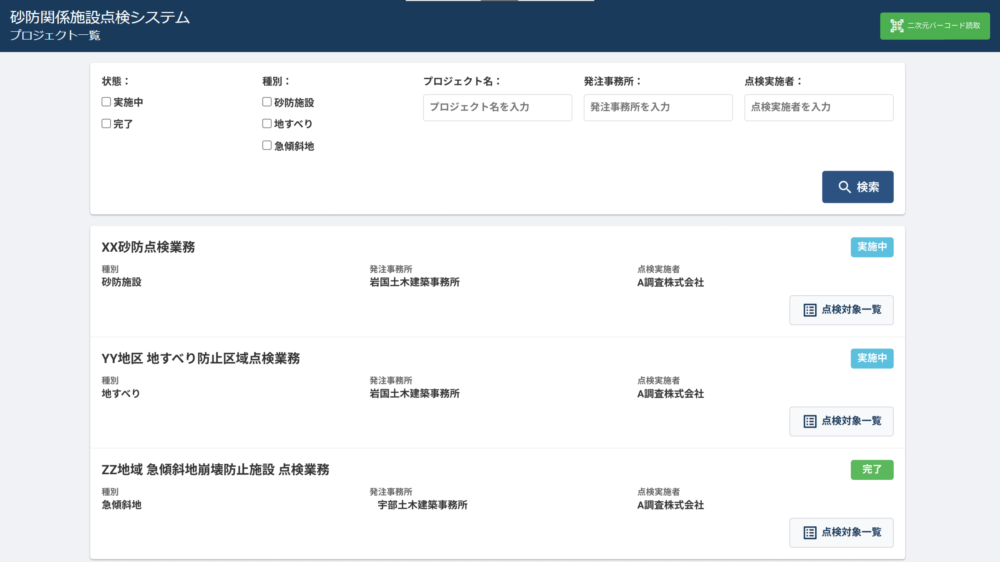 砂防関係施設点検システム
プロジェクト一覧
二次元バーコード読取
状態：
実施中
完了
種別：
砂防施設
地すべり
急傾斜地
プロジェクト名：
プロジェクト名を入力
発注事務所：
発注事務所を入力
点検実施者：
点検実施者を入力
検索
XX砂防点検業務
実施中
種別
砂防施設
発注事務所
岩国土木建築事務所
点検実施者
A調査株式会社
点検対象一覧
YY地区 地すべり防止区域点検業務
実施中
種別
地すべり
発注事務所
岩国土木建築事務所
点検実施者
A調査株式会社
点検対象一覧
ZZ地域 急傾斜地崩壊防止施設 点検業務
完了
種別
急傾斜地
発注事務所
宇部土木建築事務所
点検実施者
A調査株式会社
点検対象一覧